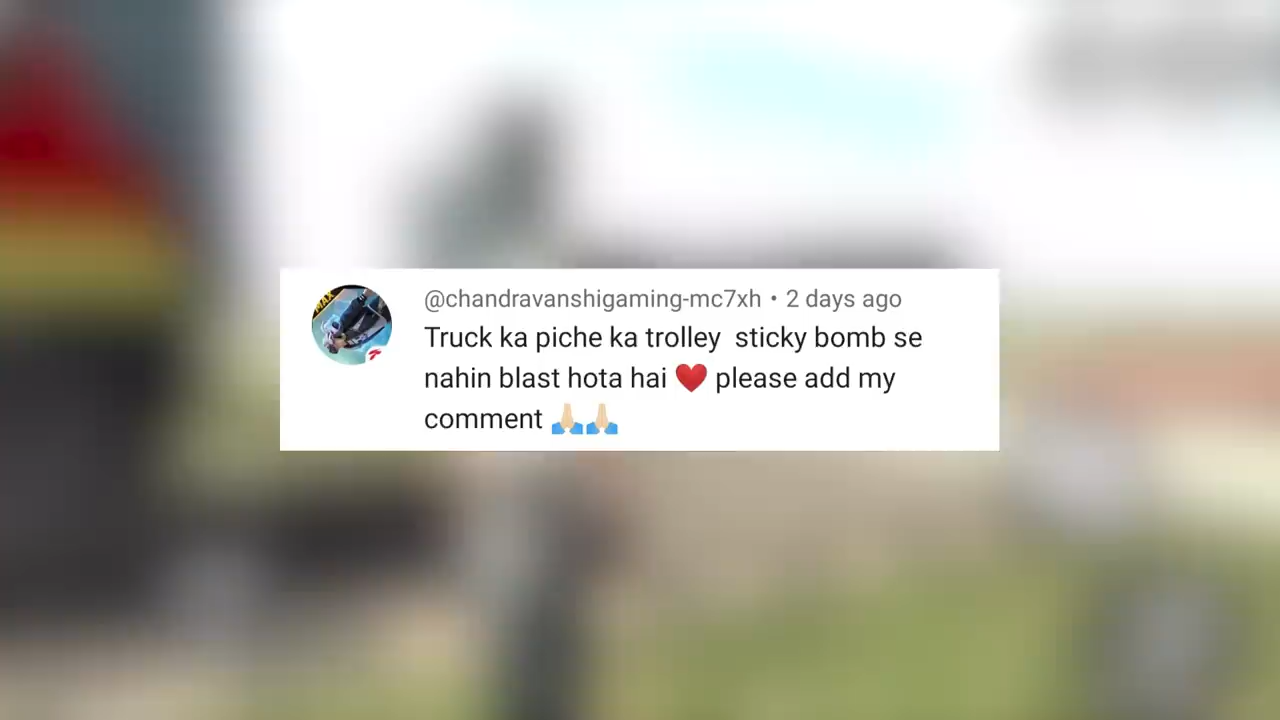 MAX
@chandravanshigaming-mc7xh • 2 days ago
Truck ka piche ka trolley  sticky bomb se
nahin blast hota hai ❤️ please add my
comment 🙏🏻🙏🏻